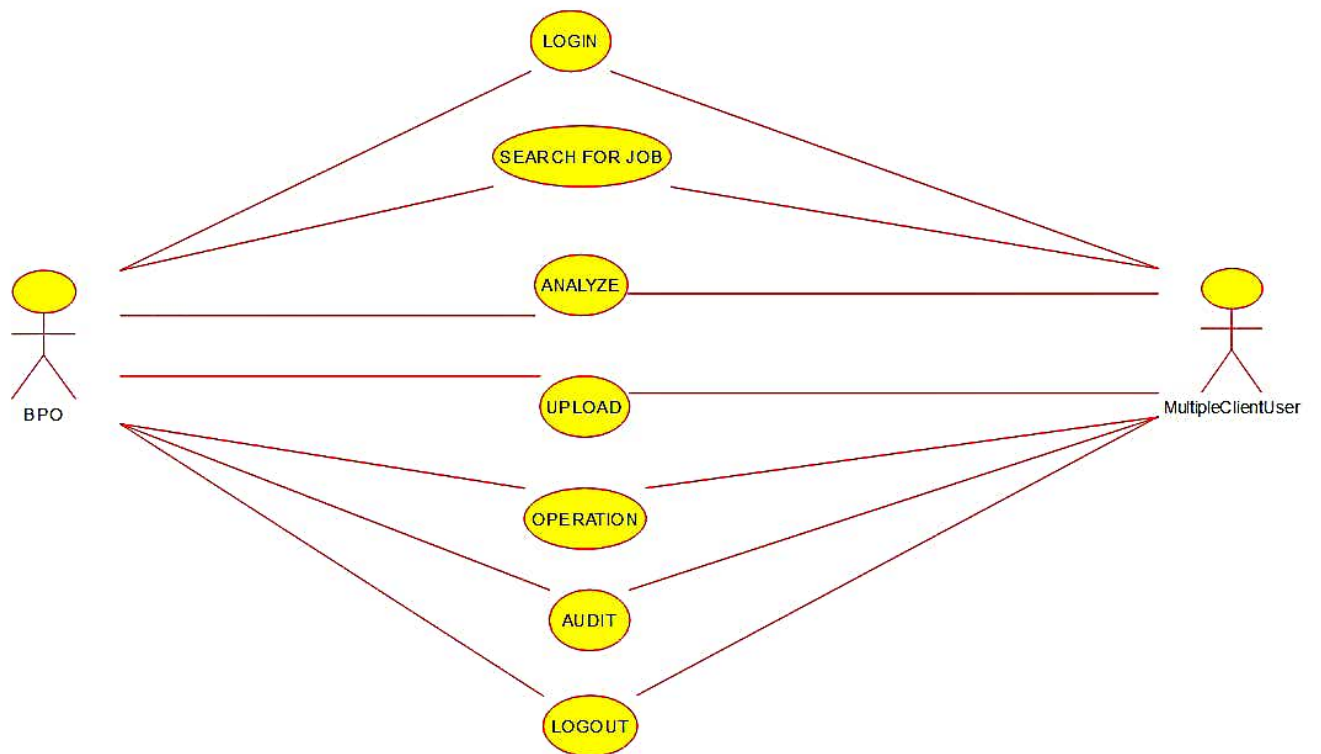 LOGIN
SEARCH FOR JOB
ANALYZE
UPLOAD
BPO
MultipleClientUser
OPERATION
AUDIT
LOGOUT